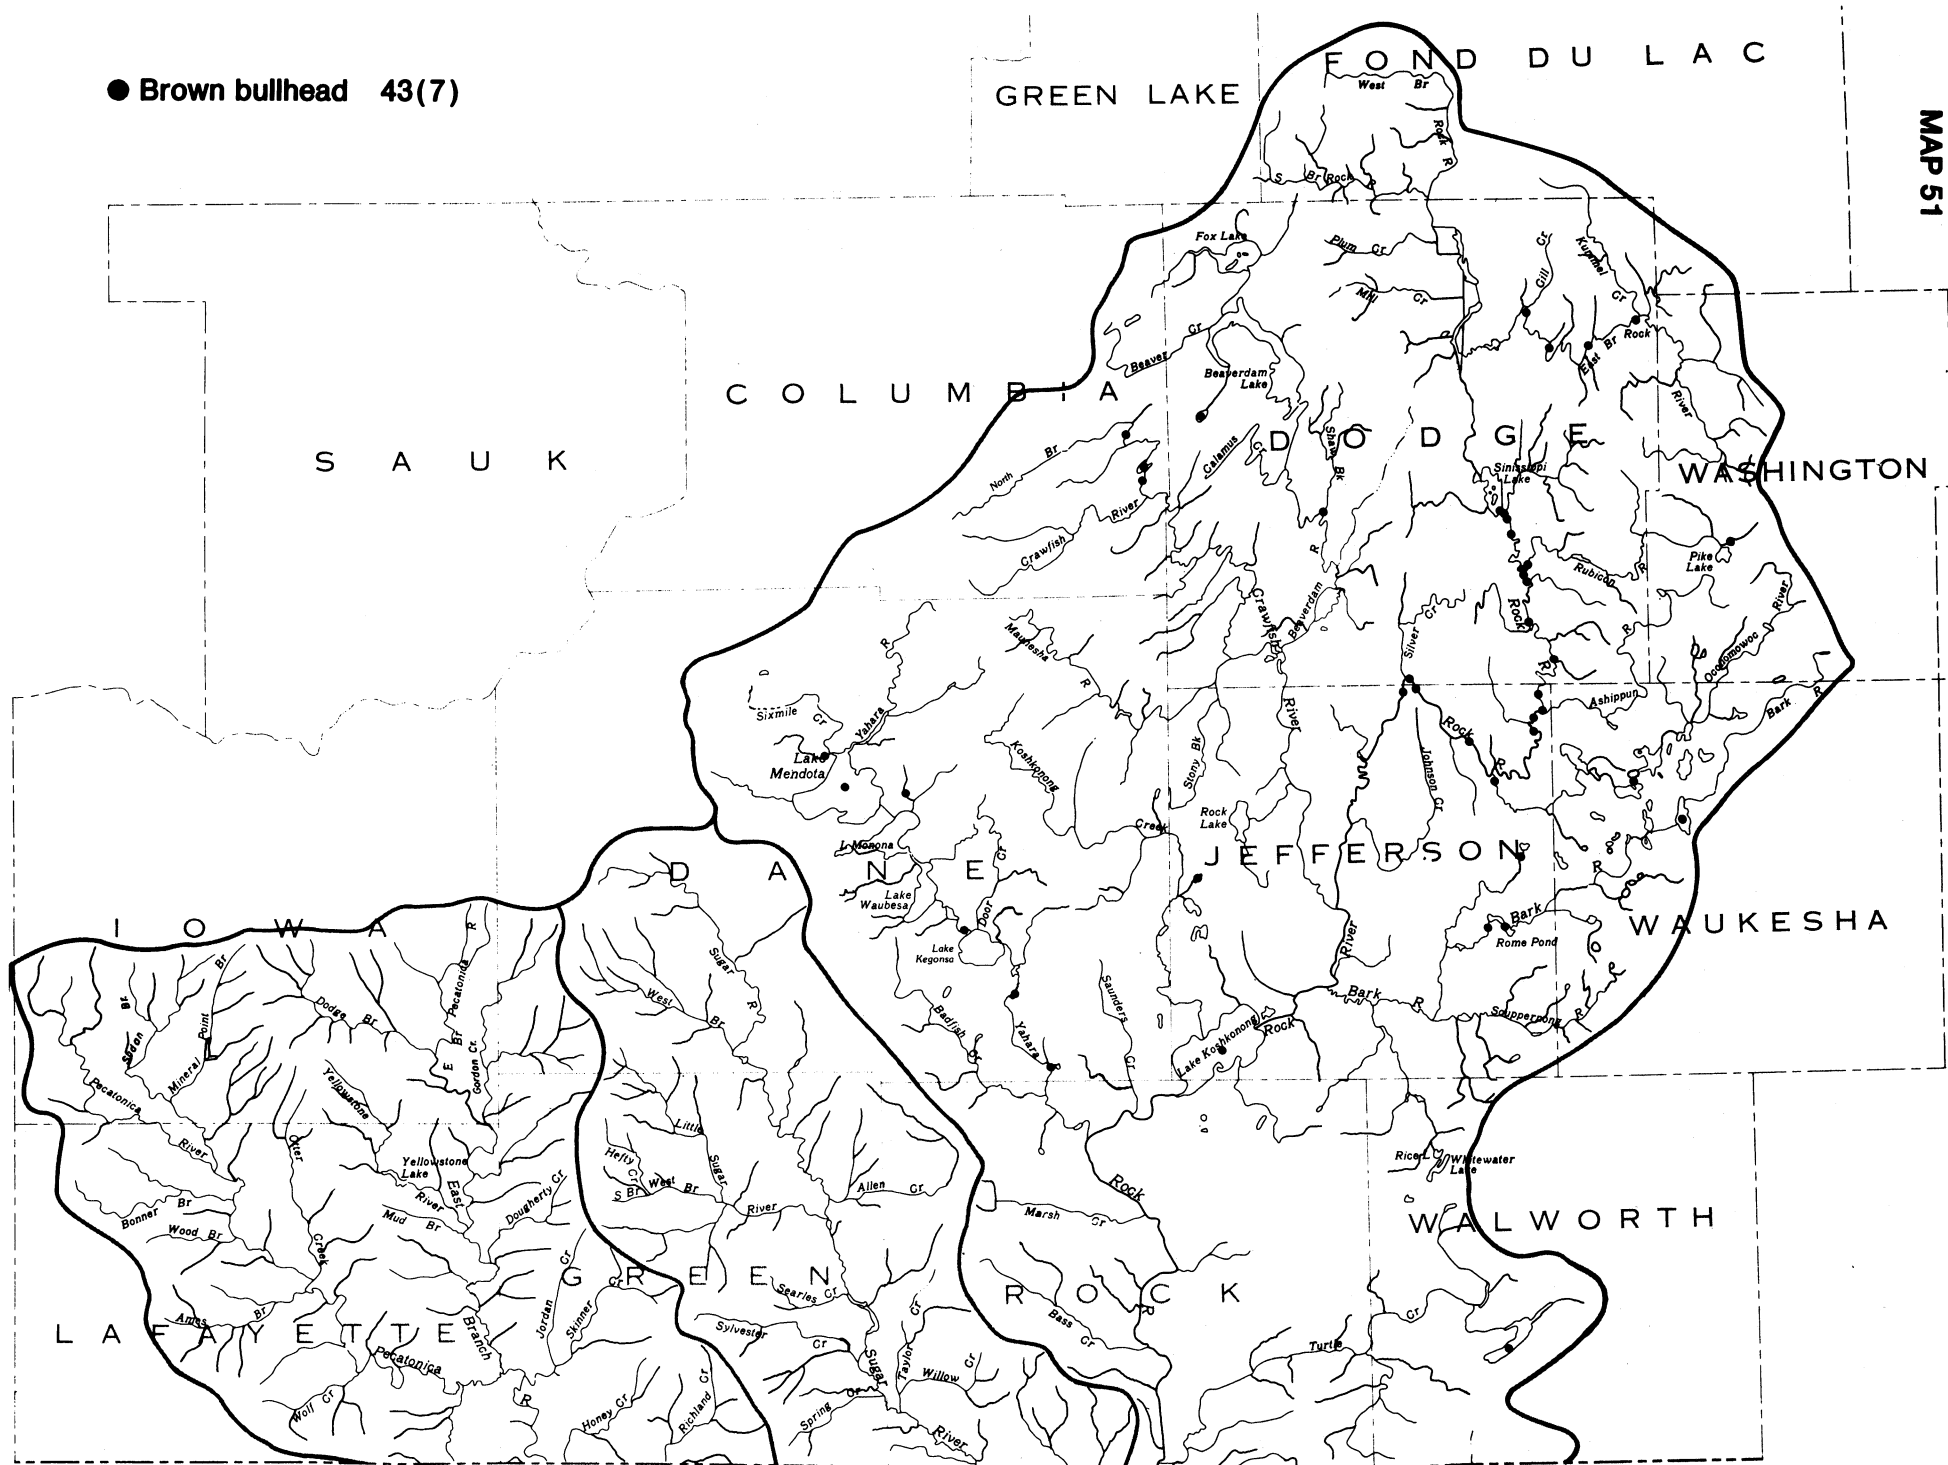 ● Brown bullhead 43(7)
MAP 51
FOND DU LAC
GREEN LAKE
West Br
Rock R
S Br Rock R
Fox Lake
Plum Cr
Mill Cr
Gill Cr
Kummel Cr
East Br Rock
River
Beaver Cr
Beaverdam
Lake
COLUMBIA
SAUK
DODGE
WASHINGTON
North Br
Calamus Cr
Shaw Bk
Sinissippi
Lake
Crawfish River
Pike
Lake
Rubicon R
Rock
R
Crawfish
River
Beaverdam
R
Silver Cr
Maunesha
R
Oconomowoc
River
R
Ashippun
Bark
R
Sixmile Cr
Yahara
R
Lake
Mendota
Koshkonong
Creek
Stony Bk
Johnson Cr
Rock
R
Rock
Lake
L Monona
DANE
JEFFERSON
Lake
Waubesa
Door Cr
Lake
Kegonsa
Bark
R
Rome Pond
WAUKESHA
IOWA
Sugar
R
West
Br
Pecatonica
R
E Br
Gordon Cr.
Dodge Br
Mineral Point
Br
Sudan
Br
Pecatonica
River
Yellowstone
Badfish
Cr
Yahara
R
Saunders
Cr
Lake Koshkonong
Rock
River
Bark R
Scuppernong
R
Otter
Creek
Yellowstone
Lake
River
East
Little
Sugar
River
Hefty
Cr
S Br
West Br
Allen Cr
Bonner Br
Wood Br
Mud Br
Dougherty Cr
Rock
Marsh Cr
Rice L
Whitewater
Lake
WALWORTH
GREEN
ROCK
Searles Cr
Jordan
Cr
Skinner
Cr
LAFAYETTE
Ames
Br
Branch
Pecatonica
R
Sylvester
Cr
Sugar
River
Taylor
Cr
Willow
Cr
Bass
Cr
R
Turtle
Cr
Wolf Cr
Honey Cr
Richland Cr
Spring
Cr